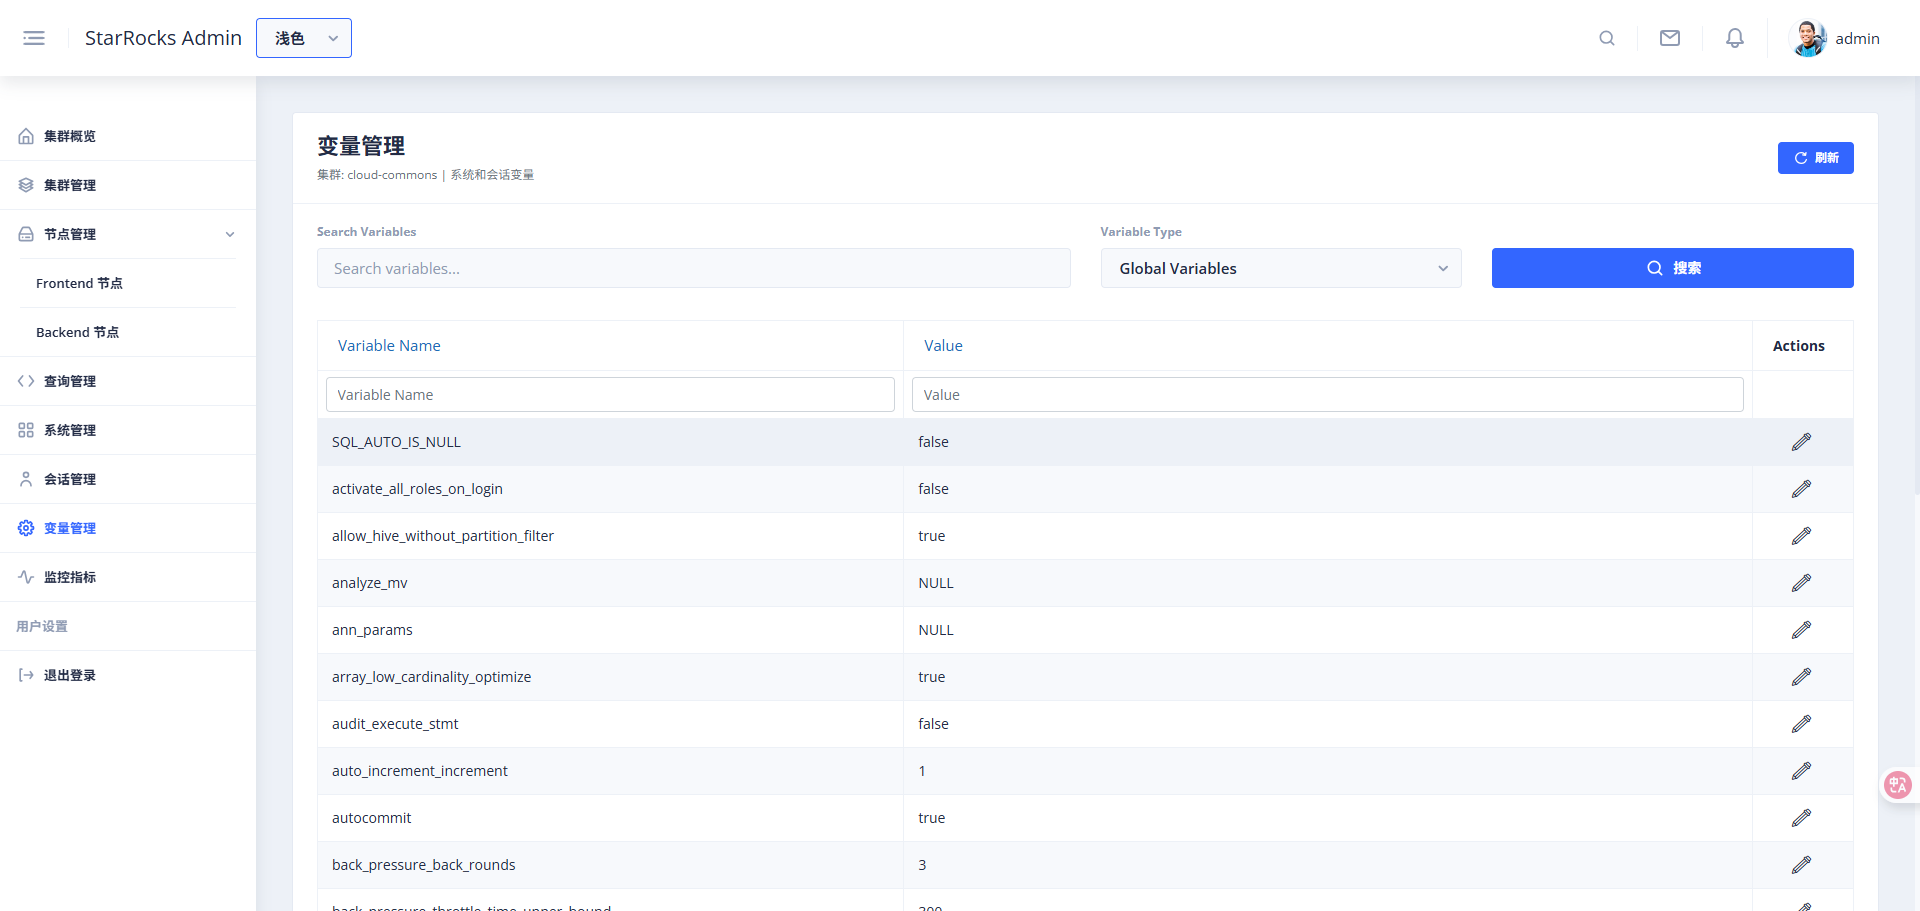 StarRocks Admin
浅色
admin
集群概览
集群管理
节点管理
Frontend 节点
Backend 节点
查询管理
系统管理
会话管理
变量管理
监控指标
用户设置
退出登录
变量管理
集群: cloud-commons | 系统和会话变量
刷新
Search Variables
Variable Type
Search variables...
Global Variables
搜索
Variable Name Value Actions
Variable Name Value
SQL_AUTO_IS_NULL false
activate_all_roles_on_login false
allow_hive_without_partition_filter true
analyze_mv NULL
ann_params NULL
array_low_cardinality_optimize true
audit_execute_stmt false
auto_increment_increment 1
autocommit true
back_pressure_back_rounds 3
back_pressure_throttle_time_upper_bound 300
中A